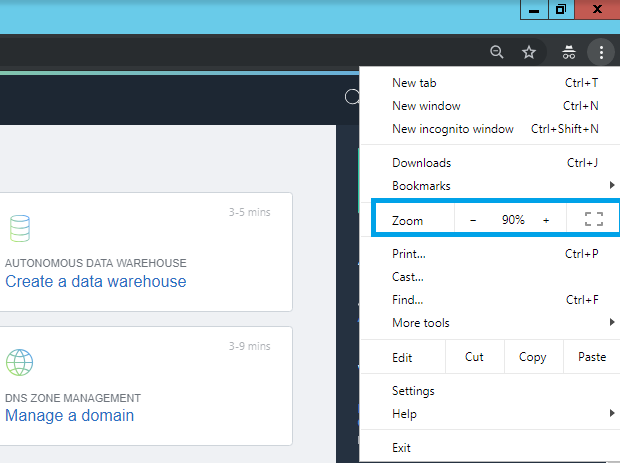 New tab Ctrl+T
New window Ctrl+N
New incognito window Ctrl+Shift+N
Downloads Ctrl+J
Bookmarks
Zoom - 90% +
Print... Ctrl+P
Cast...
Find... Ctrl+F
More tools
Edit Cut Copy Paste
Settings
Help
Exit
3-5 mins
AUTONOMOUS DATA WAREHOUSE
Create a data warehouse
3-9 mins
DNS ZONE MANAGEMENT
Manage a domain